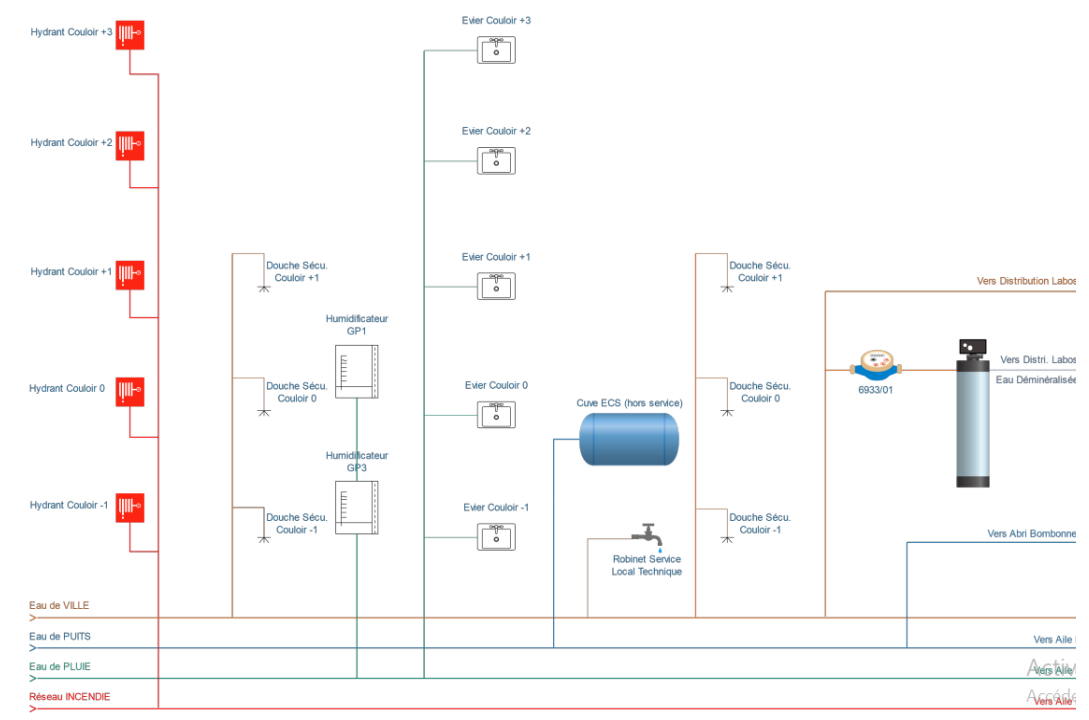 Hydrant Couloir +3
Evier Couloir +3
Hydrant Couloir +2
Evier Couloir +2
Hydrant Couloir +1
Douche Sécu.
Couloir +1
Evier Couloir +1
Douche Sécu.
Couloir +1
Vers Distribution Labos
Humidificateur
GP1
Hydrant Couloir 0
Douche Sécu.
Couloir 0
Evier Couloir 0
Cuve ECS (hors service)
Douche Sécu.
Couloir 0
6933/01
Vers Distri. Labos
Eau Déminéralisée
Humidificateur
GP3
Hydrant Couloir -1
Douche Sécu.
Couloir -1
Evier Couloir -1
Robinet Service
Local Technique
Douche Sécu.
Couloir -1
Vers Abri Bombonne
Eau de VILLE
Eau de PUITS
Vers Aile
Eau de PLUIE
Vers Aile
Réseau INCENDIE
Vers Aile